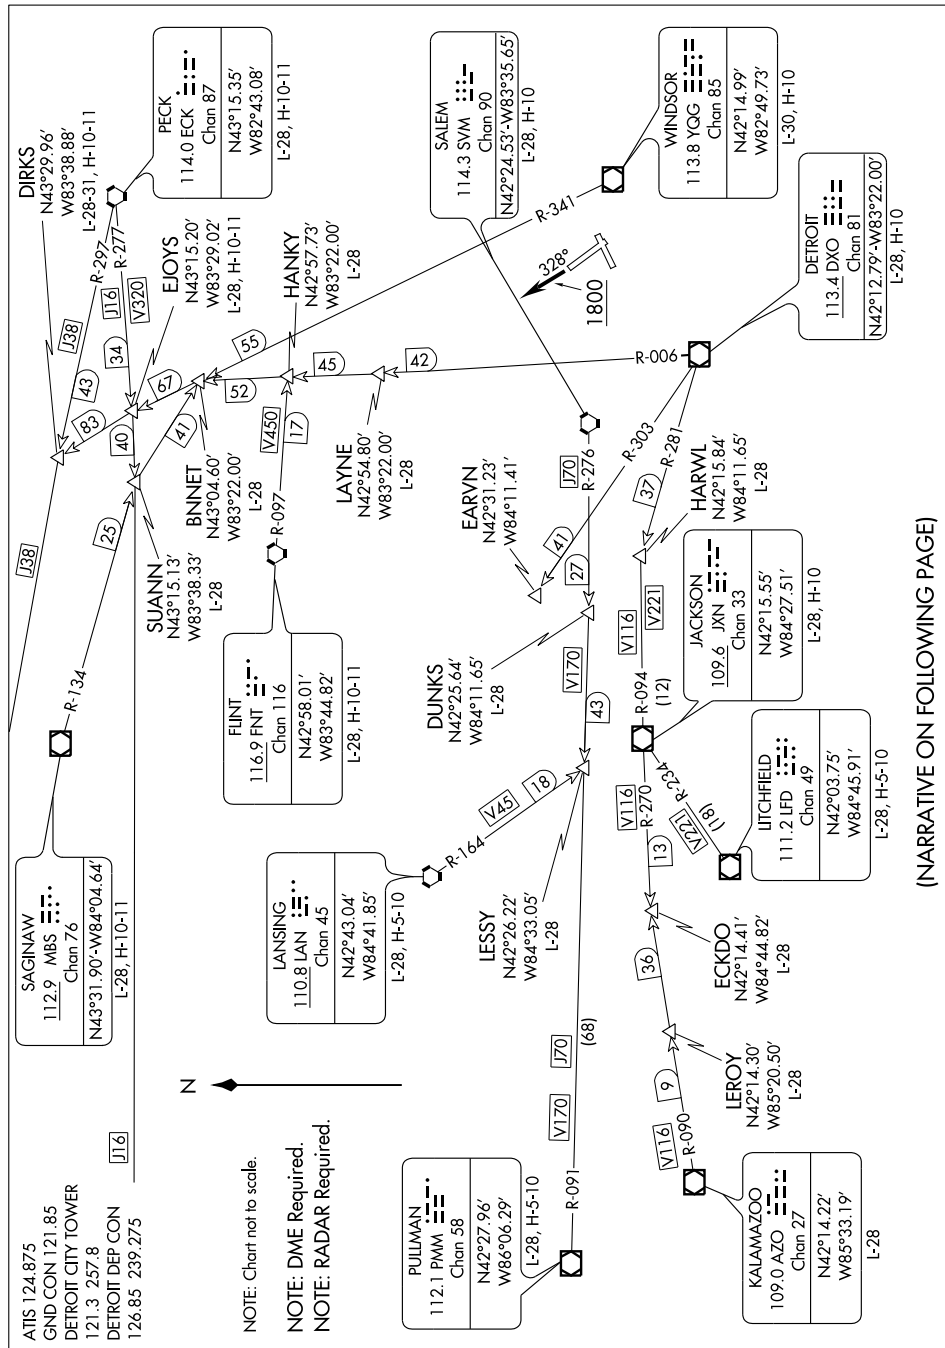 ATIS 124.875
GND CON 121.85
DETROIT CITY TOWER
121.3 257.8
DETROIT DEP CON
126.85 239.275
NOTE: Chart not to scale.
NOTE: DME Required.
NOTE: RADAR Required.
N
J16
SAGINAW
112.9 MBS
Chan 76
N43°31.90'-W84°04.64'
L-28, H-10-11
R-134
25
J38
DIRKS
N43°29.96'
W83°38.88'
L-28-31, H-10-11
PECK
114.0 ECK
Chan 87
N43°15.35'
W82°43.08'
L-28, H-10-11
R-297
J38
43
R-277
J16
V320
34
83
EJOYS
N43°15.20'
W83°29.02'
L-28, H-10-11
67
40
SUANN
N43°15.13'
W83°38.33'
L-28
41
BNNET
N43°04.60'
W83°22.00'
L-28
55
52
HANKY
N42°57.73'
W83°22.00'
L-28
45
FLINT
116.9 FNT
Chan 116
N42°58.01'
W83°44.82'
L-28, H-10-11
R-097
V450
17
LAYNE
N42°54.80'
W83°22.00'
L-28
42
SALEM
114.3 SVM
Chan 90
N42°24.53'-W83°35.65'
L-28, H-10
328°
1800
R-341
WINDSOR
113.8 YQG
Chan 85
N42°14.99'
W82°49.73'
L-30, H-10
DETROIT
113.4 DXO
Chan 81
N42°12.79'-W83°22.00'
L-28, H-10
R-006
R-303
41
R-281
37
EARVN
N42°31.23'
W84°11.41'
L-28
J70
R-276
27
DUNKS
N42°25.64'
W84°11.65'
L-28
V170
43
HARWL
N42°15.84'
W84°11.65'
L-28
V116
V221
R-094
(12)
JACKSON
109.6 JXN
Chan 33
N42°15.55'
W84°27.51'
L-28, H-10
LANSING
110.8 LAN
Chan 45
N42°43.04'
W84°41.85'
L-28, H-5-10
R-164
V45
18
LESSY
N42°26.22'
W84°33.05'
L-28
PULLMAN
112.1 PMM
Chan 58
N42°27.96'
W86°06.29'
L-28, H-5-10
R-091
V170
J70
(68)
V116
R-270
13
R-234
V221
(18)
LITCHFIELD
111.2 LFD
Chan 49
N42°03.75'
W84°45.91'
L-28, H-5-10
ECKDO
N42°14.41'
W84°44.82'
L-28
36
LEROY
N42°14.30'
W85°20.50'
L-28
9
V116
R-090
KALAMAZOO
109.0 AZO
Chan 27
N42°14.22'
W85°33.19'
L-28
(NARRATIVE ON FOLLOWING PAGE)